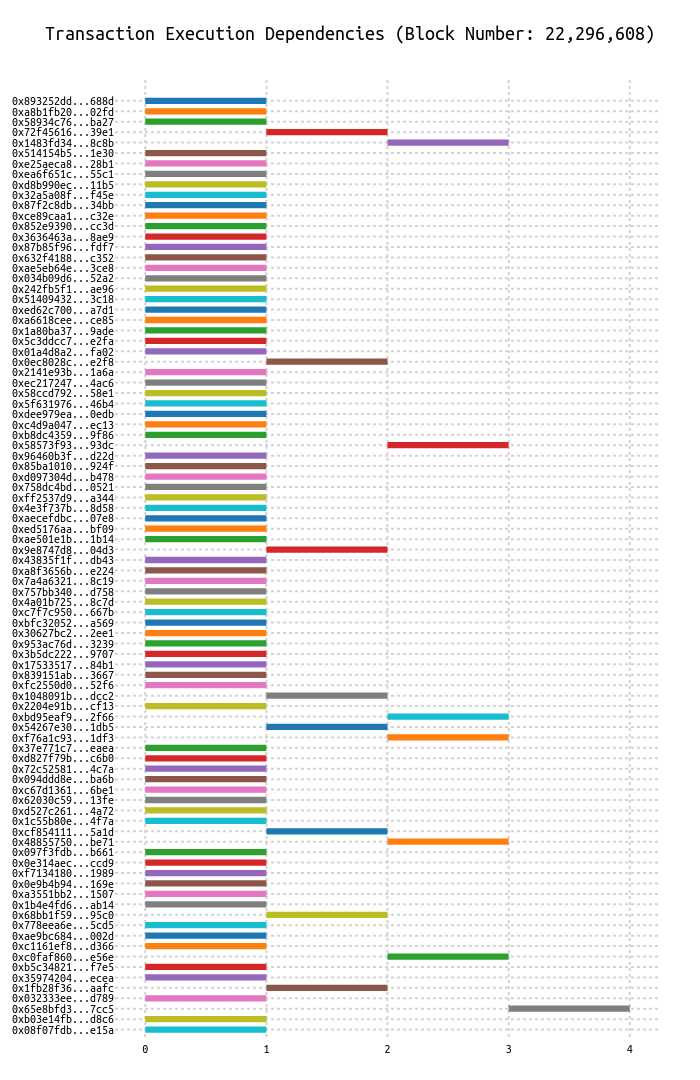 Transaction Execution Dependencies (Block Number: 22,296,608)
0x893252dd...688d
0xa8b1fb20...02fd
0x58934c76...ba27
0x72f45616...39e1
0x1483fd34...8c8b
0x514154b5...1e30
0xe25aeca8...28b1
0xea6f651c...55c1
0xd8b990ec...11b5
0x32a5a08f...f45e
0x87f2c8db...34bb
0xce89caa1...c32e
0x852e9390...cc3d
0x3636463a...8ae9
0x87b85f96...fdf7
0x632f4188...c352
0xae5eb64e...3ce8
0x034b09d6...52a2
0x242fb5f1...ae96
0x51409432...3c18
0xed62c700...a7d1
0xa6618cee...ce85
0x1a80ba37...9ade
0x5c3ddcc7...e2fa
0x01a4d8a2...fa02
0x0ec8028c...e2f8
0x2141e93b...1a6a
0xec217247...4ac6
0x58ccd792...58e1
0x5f631976...46b4
0xdee979ea...0edb
0xc4d9a047...ec13
0xb8dc4359...9f86
0x58573f93...93dc
0x96460b3f...d22d
0x85ba1010...924f
0xd097304d...b478
0x758dc4bd...0521
0xff2537d9...a344
0x4e3f737b...8d58
0xaecefdbc...07e8
0xed5176aa...bf09
0xae501e1b...1b14
0x9e8747d8...04d3
0x43835f1f...db43
0xa8f3656b...e224
0x7a4a6321...8c19
0x757bb340...d758
0x4a01b725...8c7d
0xc7f7c950...667b
0xbfc32052...a569
0x30627bc2...2ee1
0x953ac76d...3239
0x3b5dc222...9707
0x17533517...84b1
0x839151ab...3667
0xfc2550d0...52f6
0x1048091b...dcc2
0x2204e91b...cf13
0xbd95eaf9...2f66
0x54267e30...1db5
0xf76a1c93...1df3
0x37e771c7...eaea
0xd827f79b...c6b0
0x72c52581...4c7a
0x094ddd8e...ba6b
0xc67d1361...6be1
0x62030c59...13fe
0xd527c261...4a72
0x1c55b80e...4f7a
0xcf854111...5a1d
0x48855750...be71
0x097f3fdb...b661
0x0e314aec...ccd9
0xf7134180...1989
0x0e9b4b94...169e
0xa3551bb2...1507
0x1b4e4fd6...ab14
0x68bb1f59...95c0
0x778eea6e...5cd5
0xae9bc684...002d
0xc1161ef8...d366
0xc0faf860...e56e
0xb5c34821...f7e5
0x35974204...ecea
0x1fb28f36...aafc
0x032333ee...d789
0x65e8bfd3...7cc5
0xb03e14fb...d8c6
0x08f07fdb...e15a
0 1 2 3 4